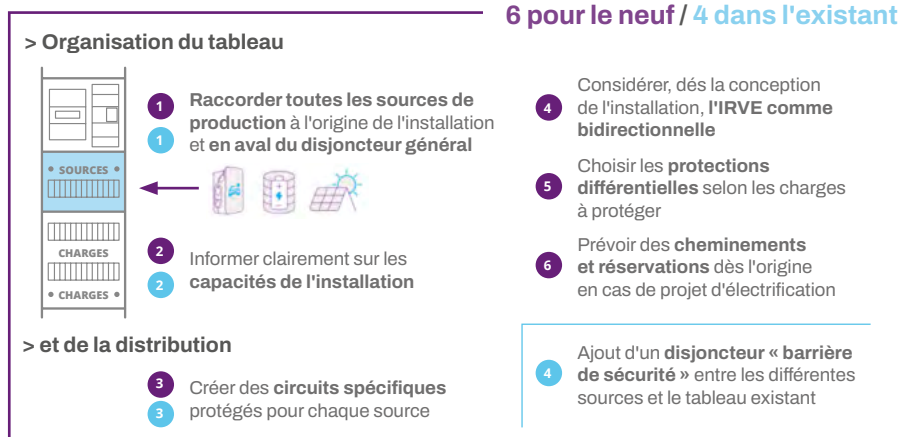 6 pour le neuf / 4 dans l'existant
> Organisation du tableau
• SOURCES •
CHARGES
• CHARGES •
1
1
Raccorder toutes les sources de
production à l'origine de l'installation
et en aval du disjoncteur général
2
2
Informer clairement sur les
capacités de l'installation
> et de la distribution
3
3
Créer des circuits spécifiques
protégés pour chaque source
4
Considérer, dés la conception
de l'installation, l'IRVE comme
bidirectionnelle
5
Choisir les protections
différentielles selon les charges
à protéger
6
Prévoir des cheminements
et réservations dès l'origine
en cas de projet d'électrification
4
Ajout d'un disjoncteur « barrière
de sécurité » entre les différentes
sources et le tableau existant